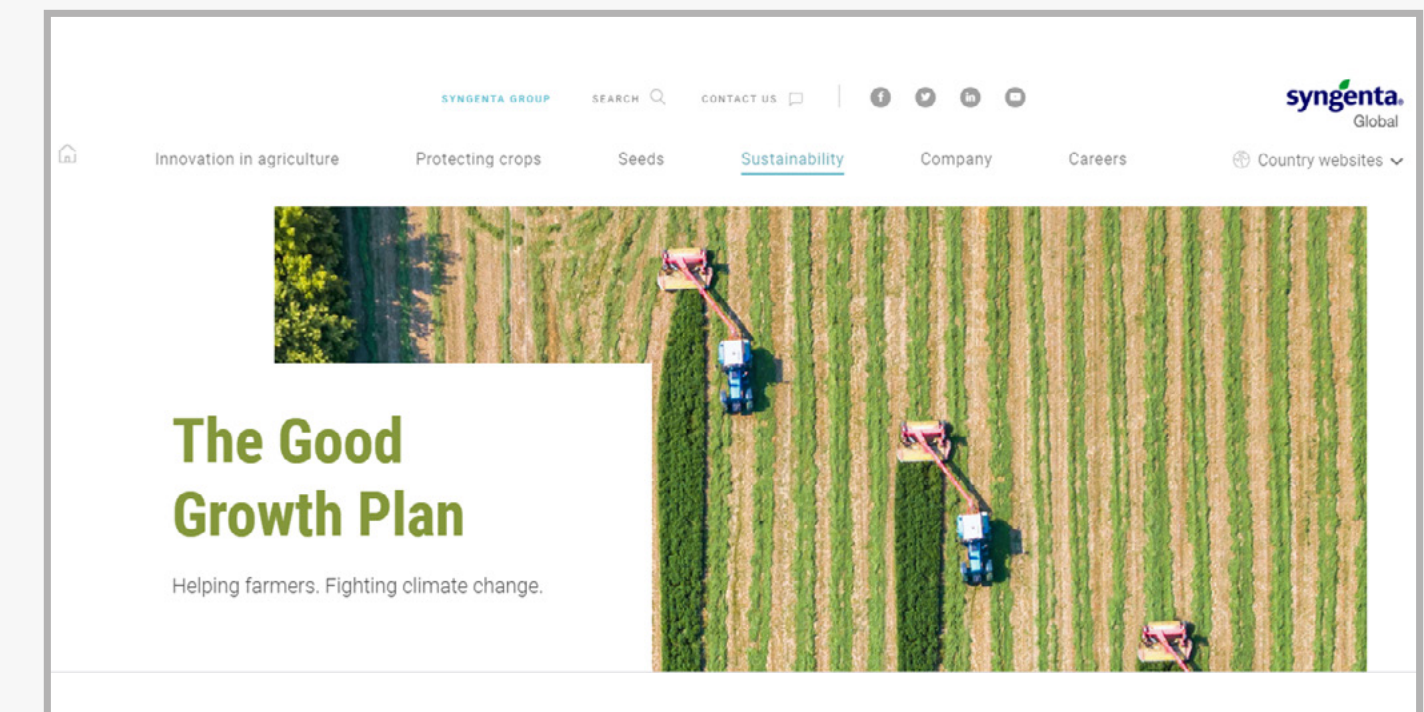 SYNGENTA GROUP SEARCH CONTACT US
syngenta.
Global
Innovation in agriculture Protecting crops Seeds Sustainability Company Careers Country websites
The Good
Growth Plan
Helping farmers. Fighting climate change.